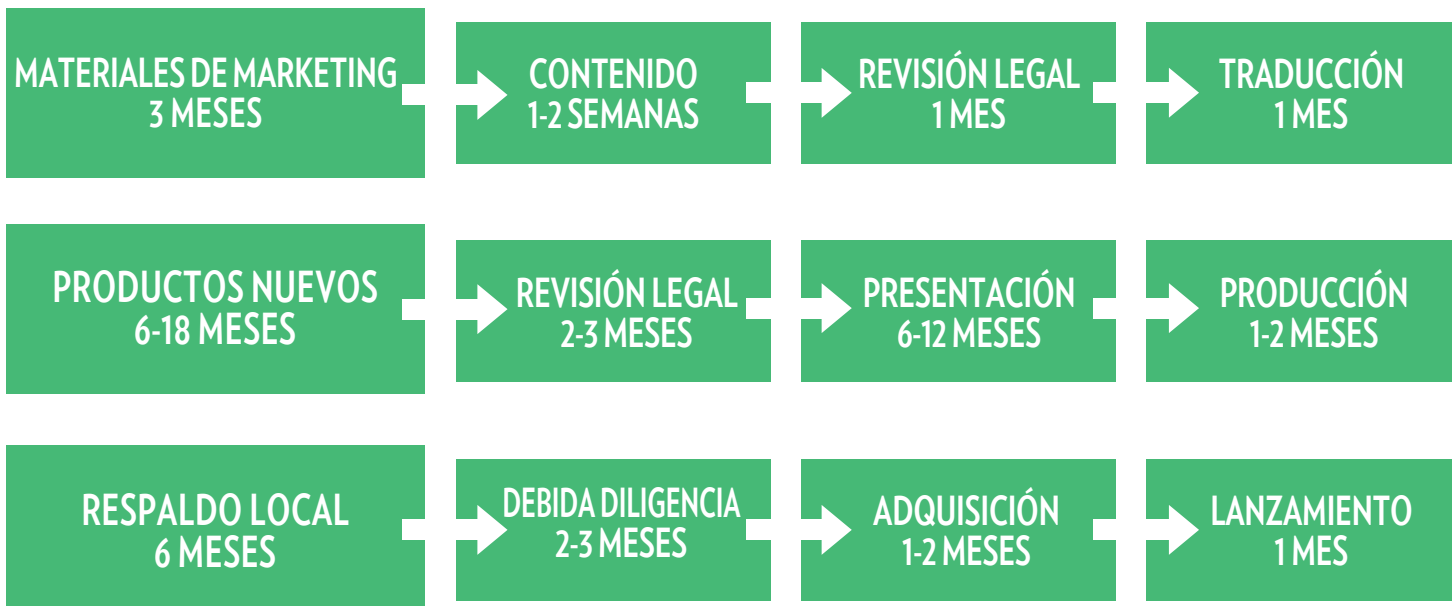 MATERIALES DE MARKETING
3 MESES
CONTENIDO
1-2 SEMANAS
REVISIÓN LEGAL
1 MES
TRADUCCIÓN
1 MES
PRODUCTOS NUEVOS
6-18 MESES
REVISIÓN LEGAL
2-3 MESES
PRESENTACIÓN
6-12 MESES
PRODUCCIÓN
1-2 MESES
RESPALDO LOCAL
6 MESES
DEBIDA DILIGENCIA
2-3 MESES
ADQUISICIÓN
1-2 MESES
LANZAMIENTO
1 MES